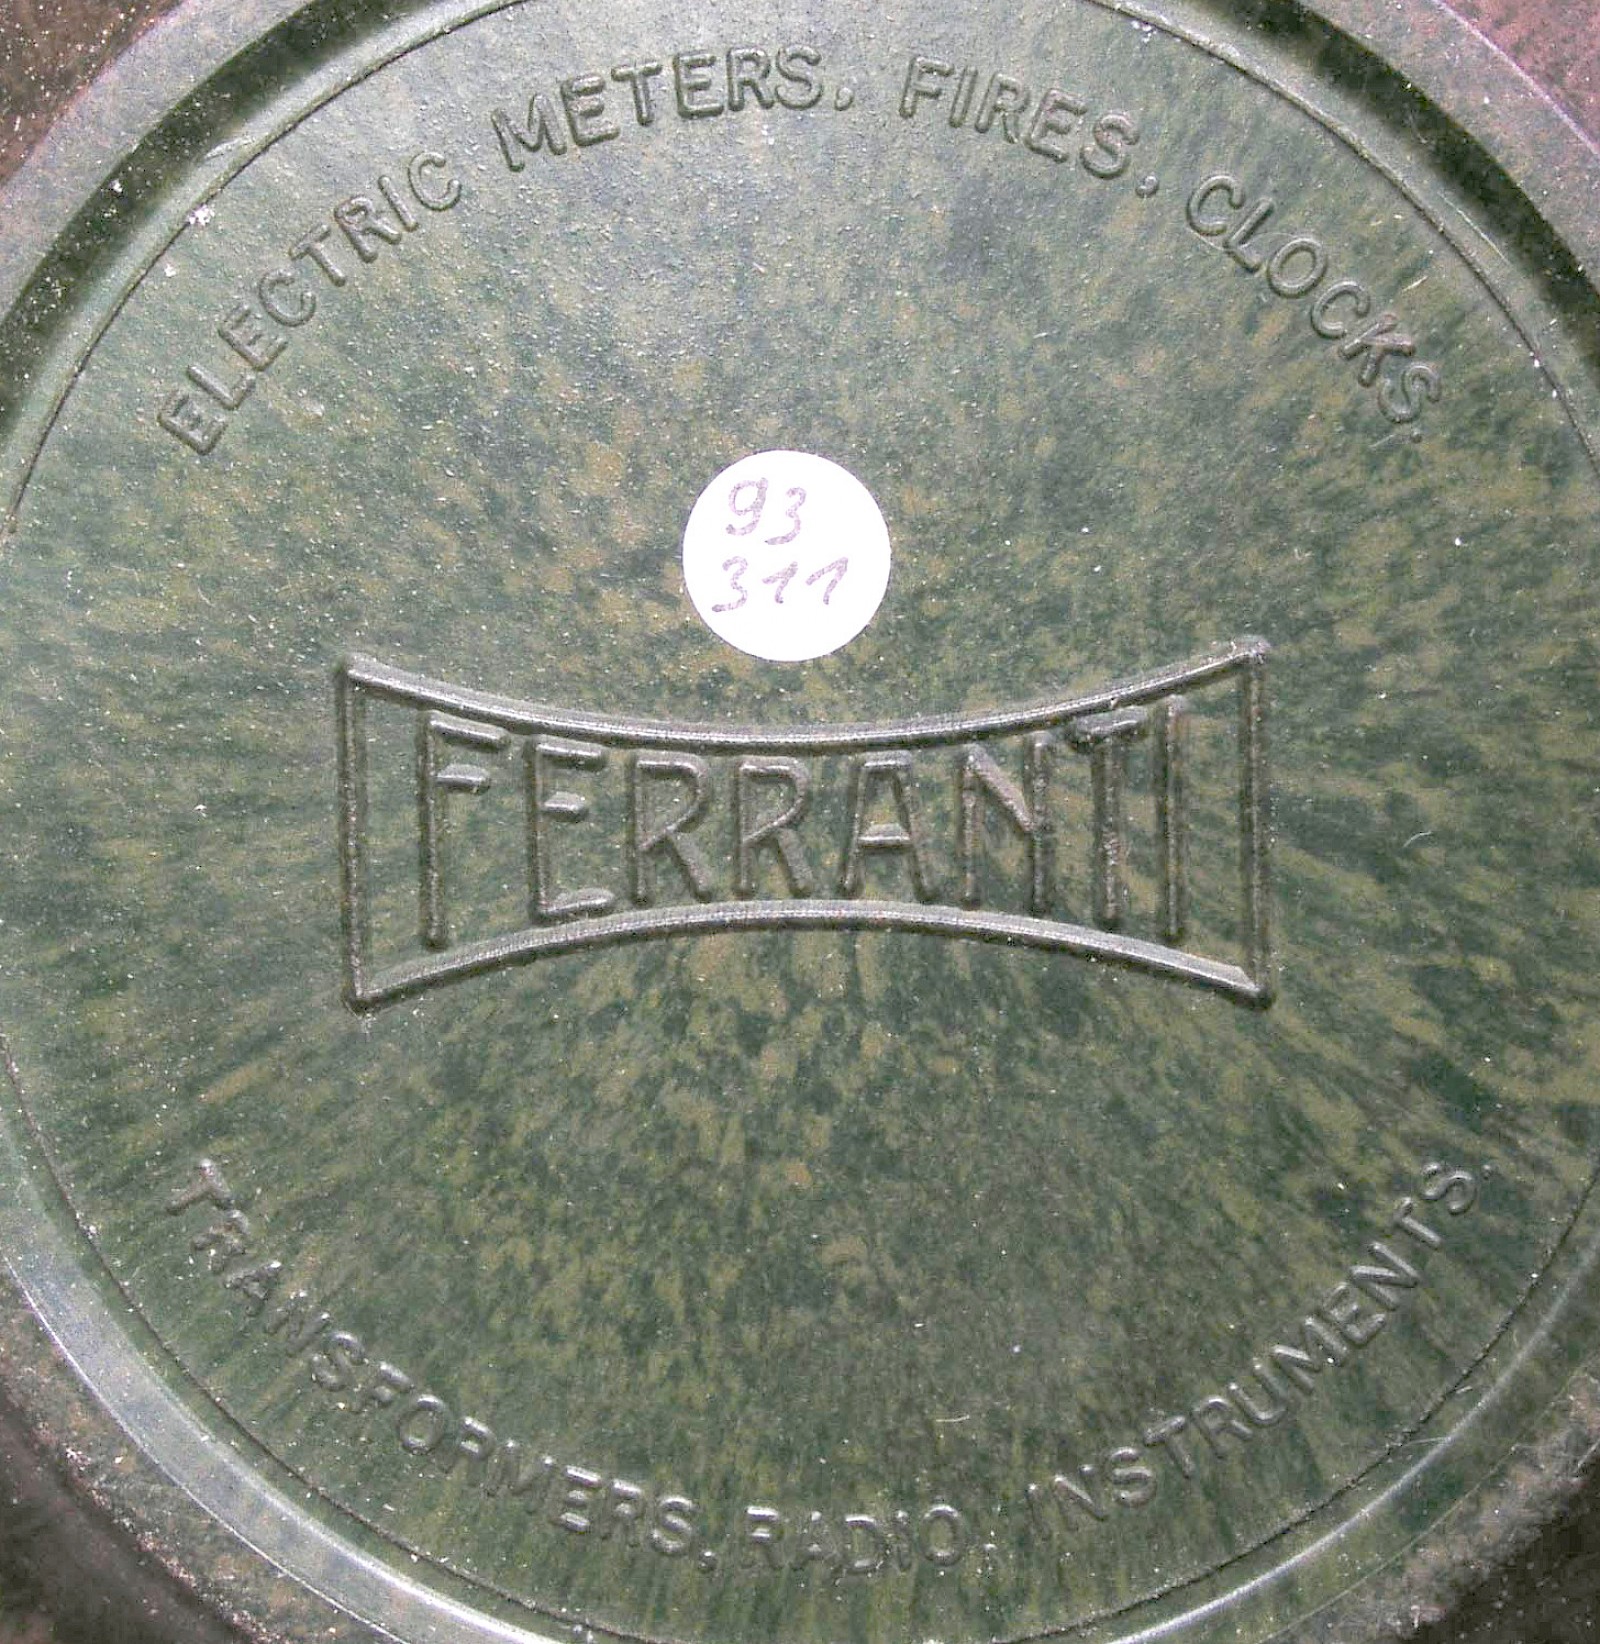 ELECTRIC METERS. FIRES. CLOCKS.
93
311
FERRANTI
TRANSFORMERS. RADIO. INSTRUMENTS.